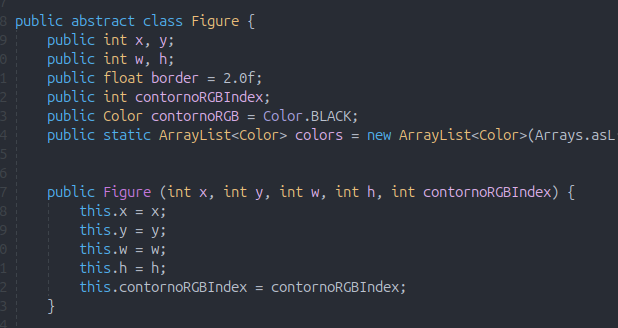 public abstract class Figure {
public int x, y;
public int w, h;
public float border = 2.0f;
public int contornoRGBIndex;
public Color contornoRGB = Color.BLACK;
public static ArrayList<Color> colors = new ArrayList<Color>(Arrays.asL
public Figure (int x, int y, int w, int h, int contornoRGBIndex) {
this.x = x;
this.y = y;
this.w = w;
this.h = h;
this.contornoRGBIndex = contornoRGBIndex;
}